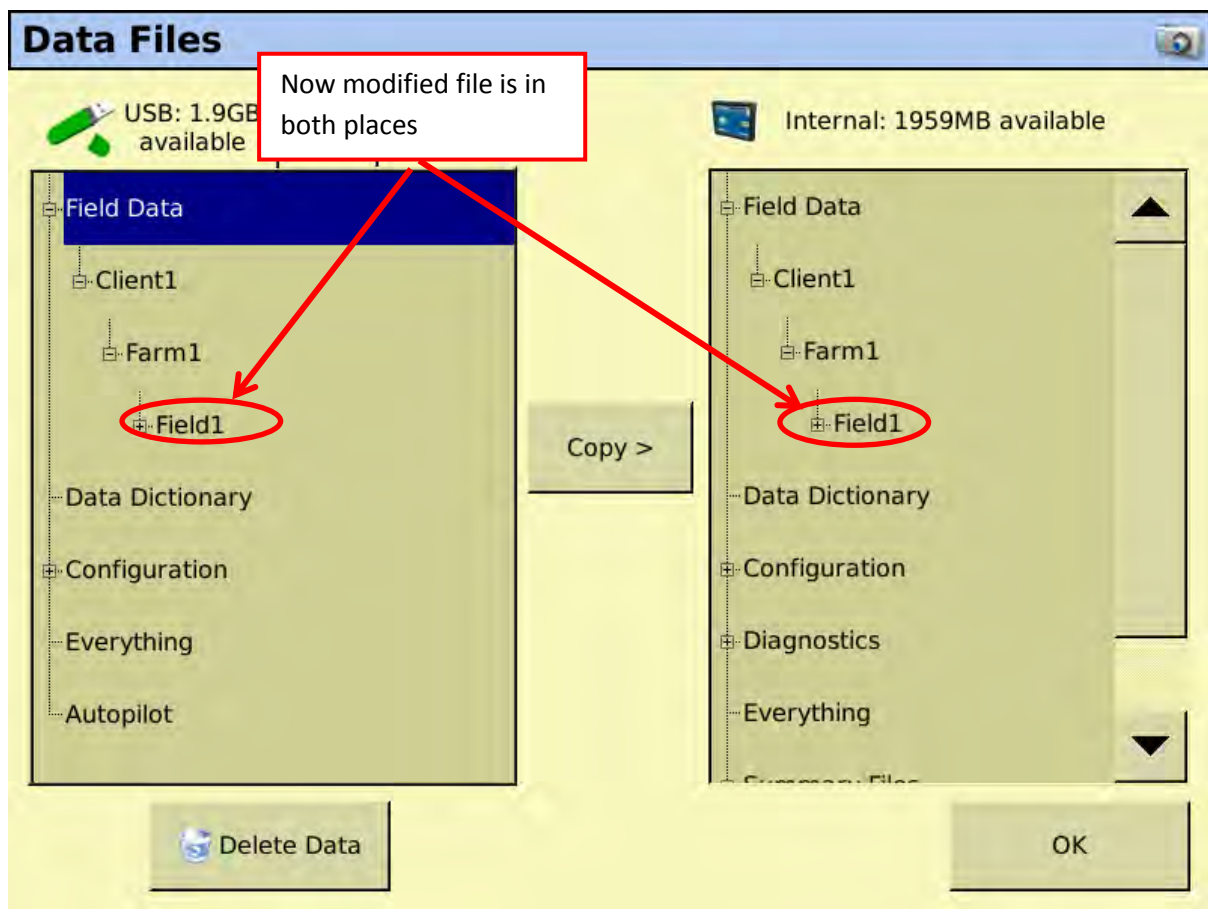 Data Files
Now modified file is in
both places
USB: 1.9GB
available
Internal: 1959MB available
Field Data
Client1
Farm1
Field1
Data Dictionary
Configuration
Everything
Autopilot
Copy >
Field Data
Client1
Farm1
Field1
Data Dictionary
Configuration
Diagnostics
Everything
Summary Files
Delete Data
OK